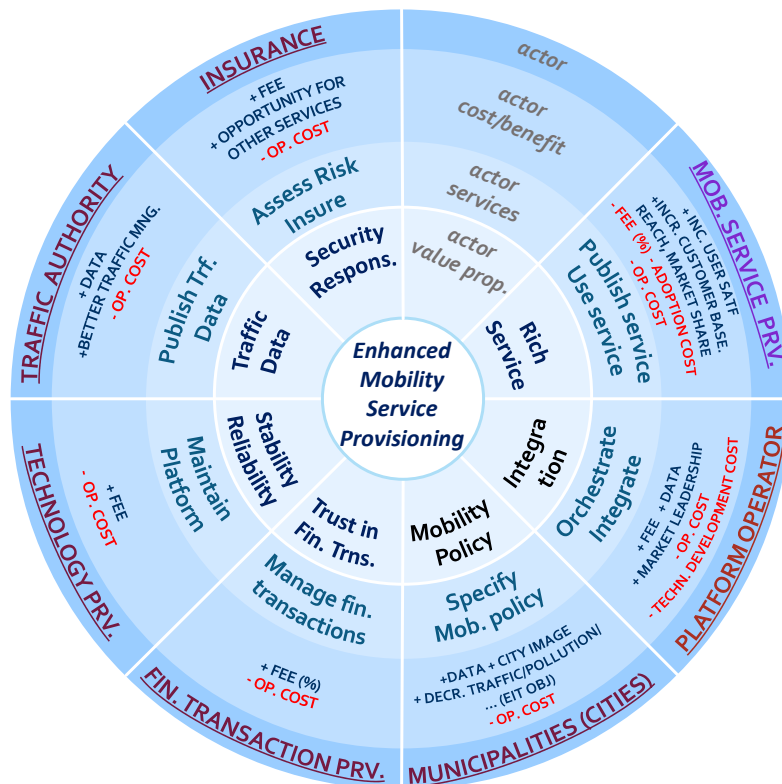 Enhanced
Mobility
Service
Provisioning
actor
actor
cost/benefit
actor
services
actor
value prop.
MOB. SERVICE PRV.
+ INC. USER SATF
+INCR. CUSTOMER BASE.
REACH, MARKET SHARE
- FEE (%) - ADOPTION COST
- OP. COST
Publish service
Use service
Rich
Service
PLATFORM OPERATOR
+ FEE + DATA
+ MARKET LEADERSHIP
- OP. COST
- TECHN. DEVELOPMENT COST
Orchestrate
Integrate
Integra
tion
MUNICIPALITIES (CITIES)
+DATA + CITY IMAGE
+ DECR. TRAFFIC/POLLUTION/
... (EIT OBJ)
- OP. COST
Specify
Mob. policy
Mobility
Policy
FIN. TRANSACTION PRV.
+ FEE (%)
- OP. COST
Manage fin.
transactions
Trust in
Fin. Trns.
TECHNOLOGY PRV.
+ FEE
- OP. COST
Maintain
Platform
Stability
Reliability
TRAFFIC AUTHORITY
+ DATA
+BETTER TRAFFIC MNG.
- OP. COST
Publish Trf.
Data
Traffic
Data
INSURANCE
+ FEE
+ OPPORTUNITY FOR
OTHER SERVICES
- OP. COST
Assess Risk
Insure
Security
Respons.